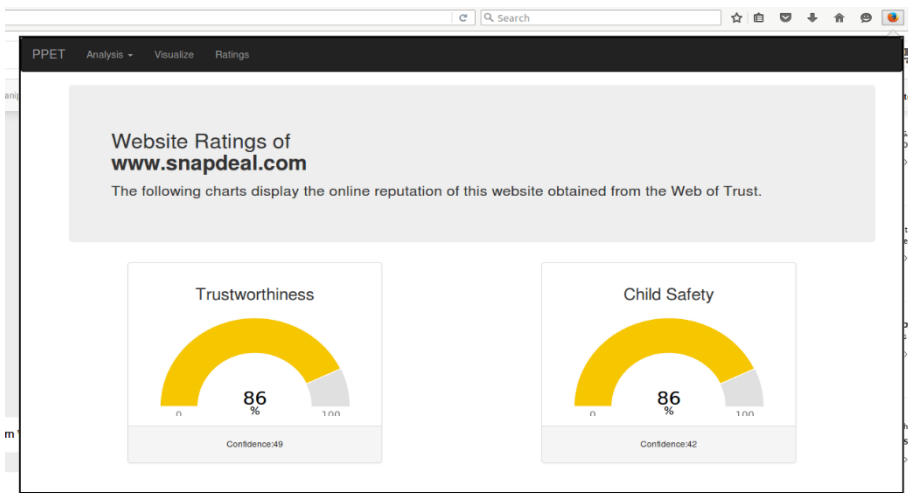 Search
PPET Analysis Visualize Ratings
Website Ratings of
www.snapdeal.com
The following charts display the online reputation of this website obtained from the Web of Trust.
Trustworthiness
86
%
0 100
Confidence:49
Child Safety
86
%
0 100
Confidence:42